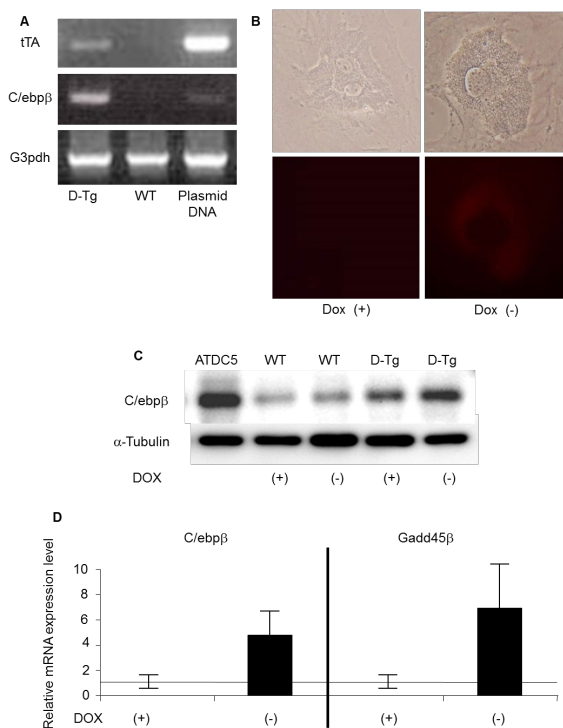 A
tTA
C/ebpβ
G3pdh
D-Tg WT Plasmid
DNA
B
Dox (+) Dox (-)
C
ATDC5 WT WT D-Tg D-Tg
C/ebpβ
α-Tubulin
DOX (+) (-) (+) (-)
D
C/ebpβ Gadd45β
Relative mRNA expression level
10
8
6
4
2
0
DOX (+) (-) (+) (-)